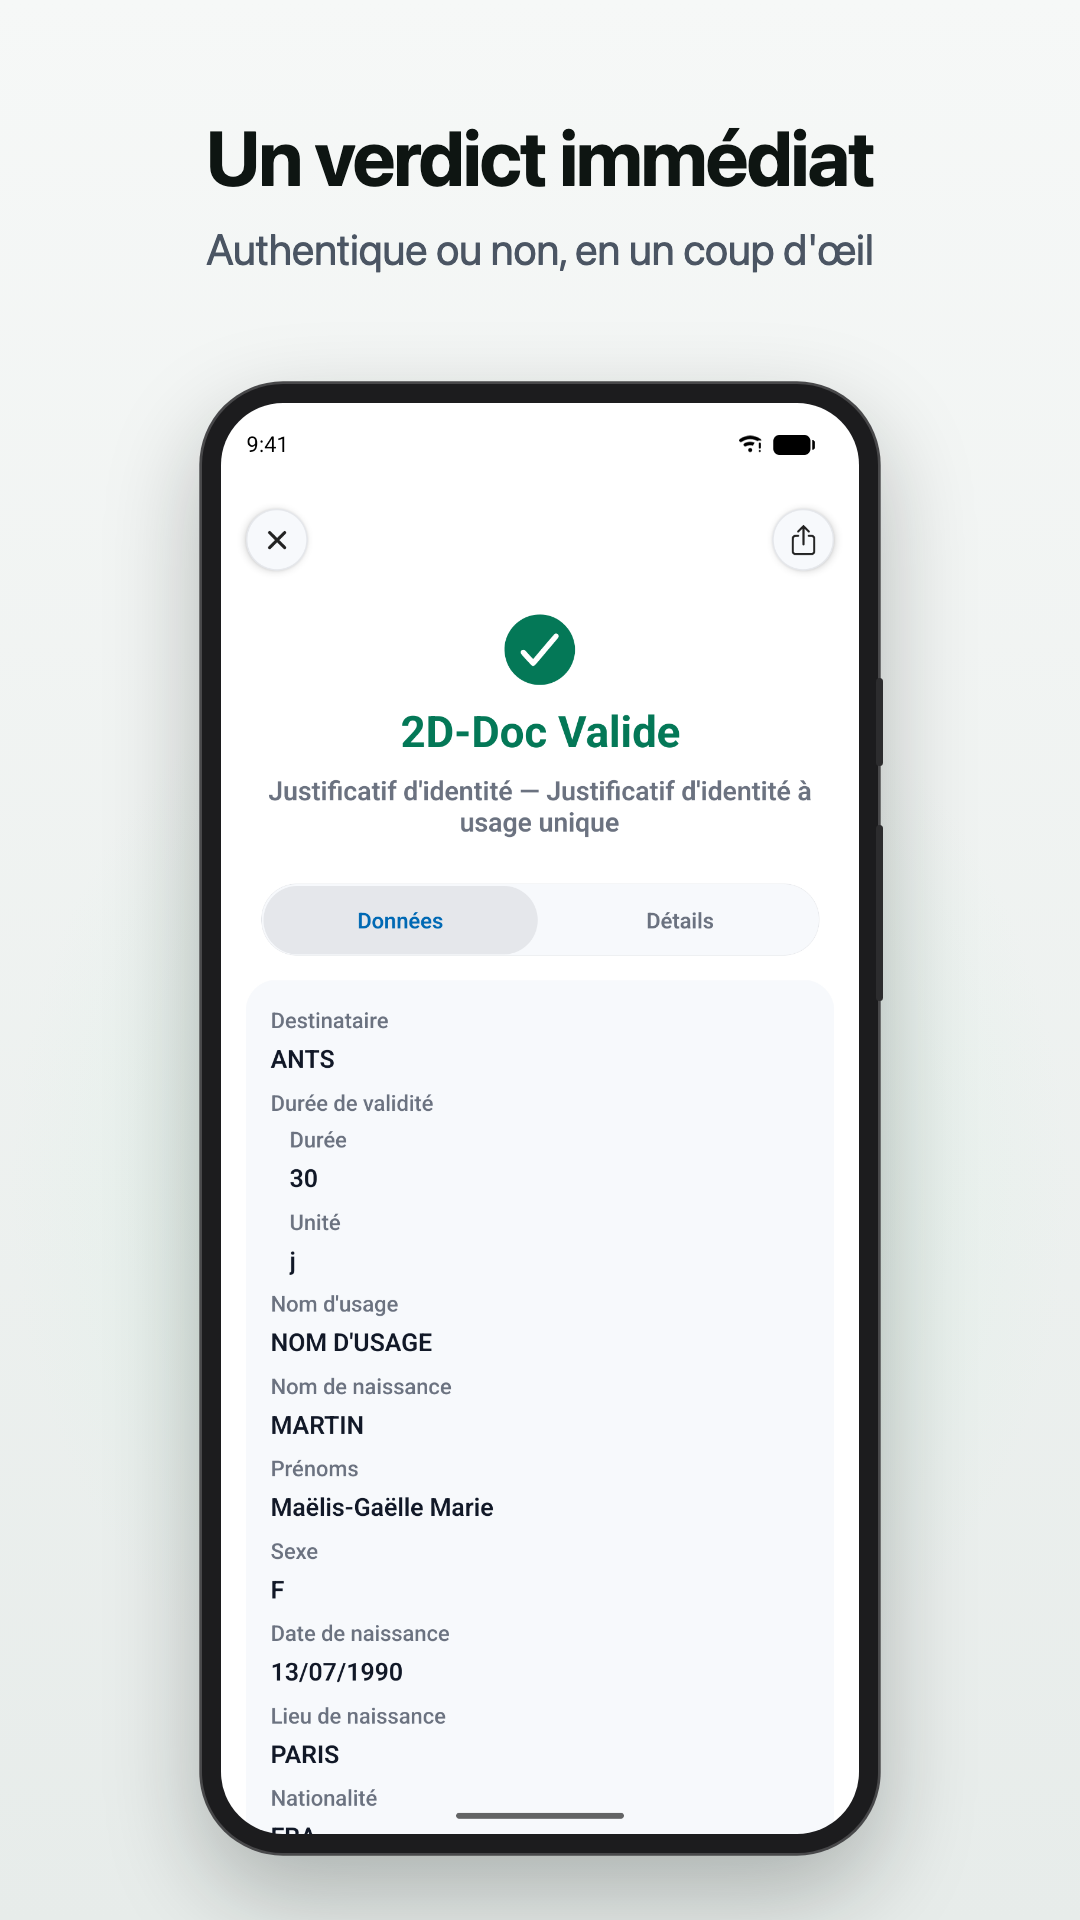 Un verdict immédiat
Authentique ou non, en un coup d'œil
9:41
2D-Doc Valide
Justificatif d'identité — Justificatif d'identité à
usage unique
Données
Détails
Destinataire
ANTS
Durée de validité
Durée
30
Unité
j
Nom d'usage
NOM D'USAGE
Nom de naissance
MARTIN
Prénoms
Maëlis-Gaëlle Marie
Sexe
F
Date de naissance
13/07/1990
Lieu de naissance
PARIS
Nationalité
FRA